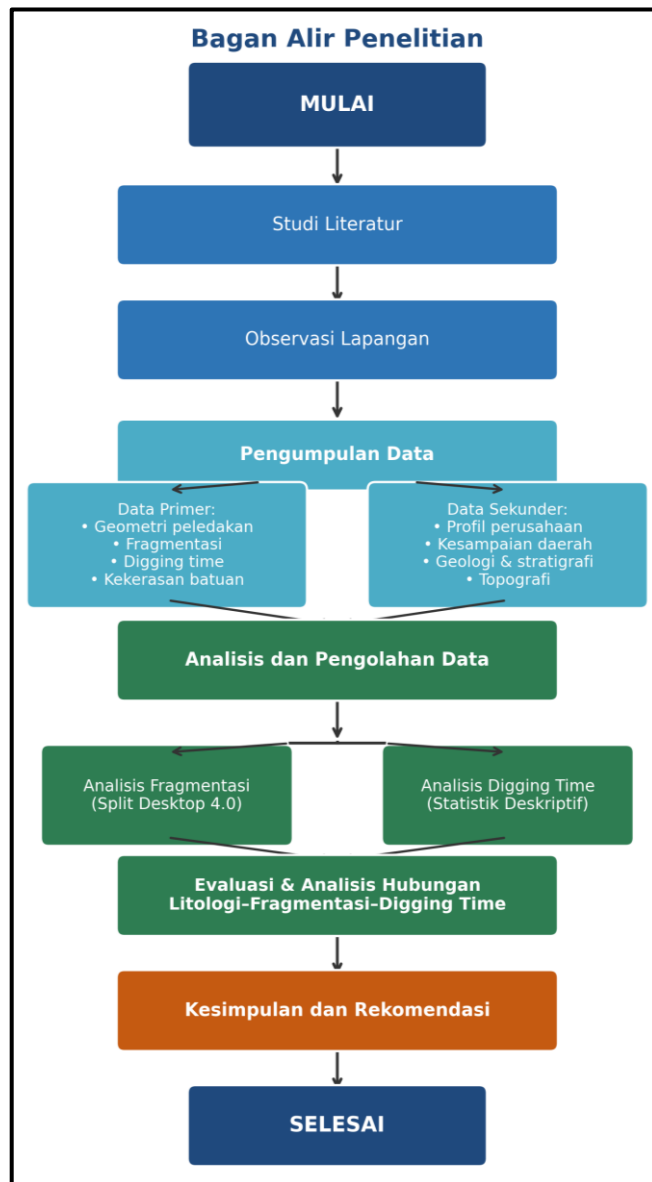 Bagan Alir Penelitian
MULAI
Studi Literatur
Observasi Lapangan
Pengumpulan Data
Data Primer:
• Geometri peledakan
• Fragmentasi
• Digging time
• Kekerasan batuan
Data Sekunder:
• Profil perusahaan
• Kesampaian daerah
• Geologi & stratigrafi
• Topografi
Analisis dan Pengolahan Data
Analisis Fragmentasi
(Split Desktop 4.0)
Analisis Digging Time
(Statistik Deskriptif)
Evaluasi & Analisis Hubungan
Litologi–Fragmentasi–Digging Time
Kesimpulan dan Rekomendasi
SELESAI